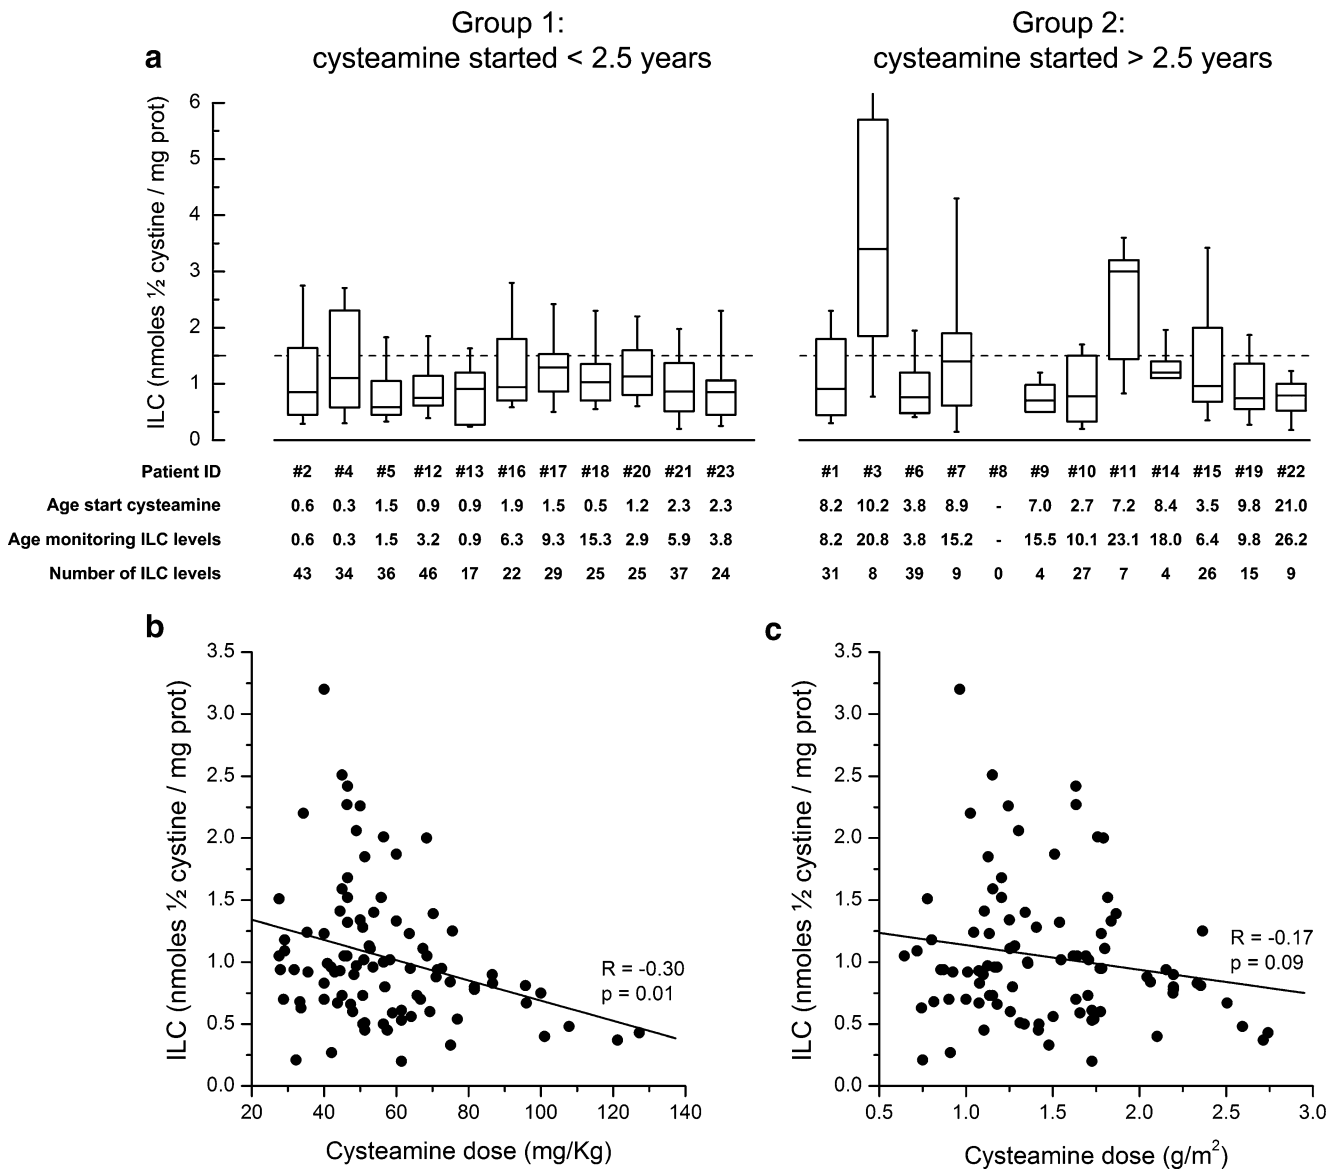 Group 1:
cysteamine started < 2.5 years
Group 2:
cysteamine started > 2.5 years
a
ILC (nmoles ½ cystine / mg prot)
6
5
4
3
2
1
0
Patient ID #2 #4 #5 #12 #13 #16 #17 #18 #20 #21 #23 #1 #3 #6 #7 #8 #9 #10 #11 #14 #15 #19 #22
Age start cysteamine 0.6 0.3 1.5 0.9 0.9 1.9 1.5 0.5 1.2 2.3 2.3 8.2 10.2 3.8 8.9 - 7.0 2.7 7.2 8.4 3.5 9.8 21.0
Age monitoring ILC levels 0.6 0.3 1.5 3.2 0.9 6.3 9.3 15.3 2.9 5.9 3.8 8.2 20.8 3.8 15.2 - 15.5 10.1 23.1 18.0 6.4 9.8 26.2
Number of ILC levels 43 34 36 46 17 22 29 25 25 37 24 31 8 39 9 0 4 27 7 4 26 15 9
b
ILC (nmoles ½ cystine / mg prot)
3.5
3.0
2.5
2.0
1.5
1.0
0.5
0.0
R = -0.30
p = 0.01
20 40 60 80 100 120 140
Cysteamine dose (mg/Kg)
c
ILC (nmoles ½ cystine / mg prot)
3.5
3.0
2.5
2.0
1.5
1.0
0.5
0.0
R = -0.17
p = 0.09
0.5 1.0 1.5 2.0 2.5 3.0
Cysteamine dose (g/m²)